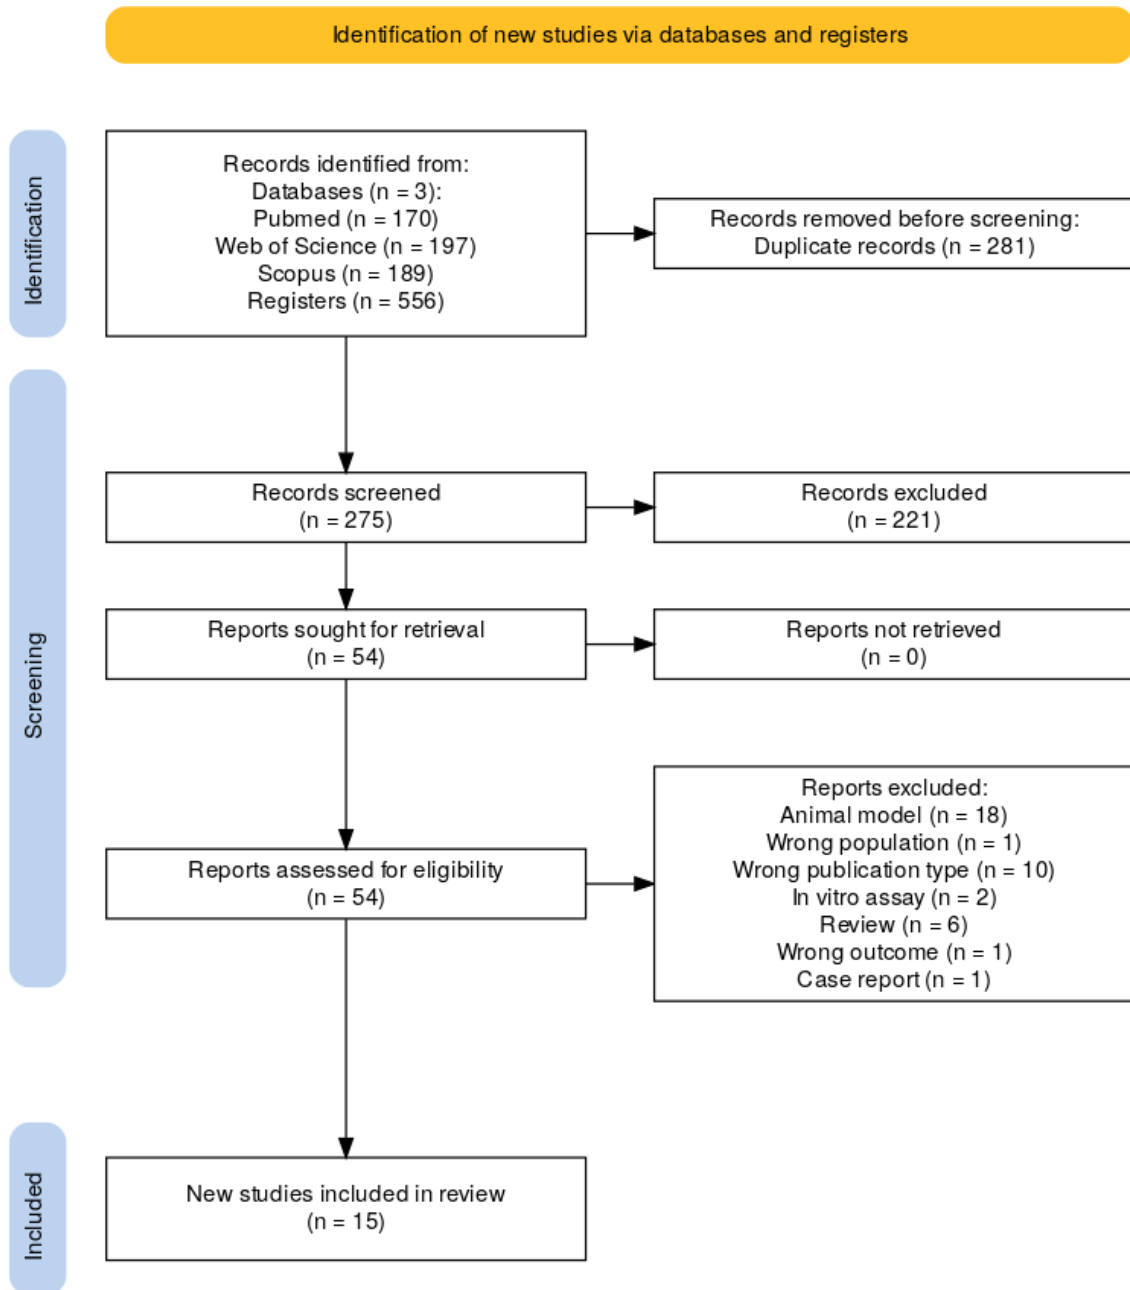 Identification of new studies via databases and registers
Identification
Records identified from:
Databases (n = 3):
Pubmed (n = 170)
Web of Science (n = 197)
Scopus (n = 189)
Registers (n = 556)
Records removed before screening:
Duplicate records (n = 281)
Screening
Records screened
(n = 275)
Records excluded
(n = 221)
Reports sought for retrieval
(n = 54)
Reports not retrieved
(n = 0)
Reports assessed for eligibility
(n = 54)
Reports excluded:
Animal model (n = 18)
Wrong population (n = 1)
Wrong publication type (n = 10)
In vitro assay (n = 2)
Review (n = 6)
Wrong outcome (n = 1)
Case report (n = 1)
Included
New studies included in review
(n = 15)